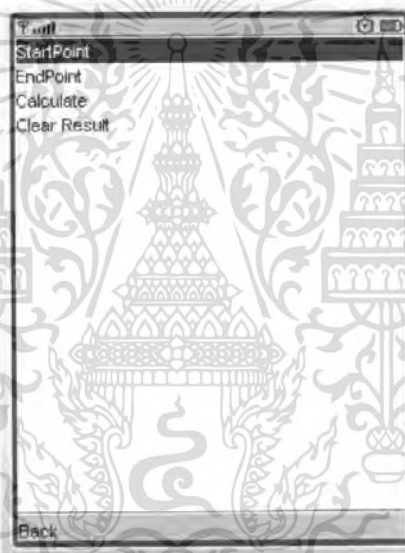 StartPoint
EndPoint
Calculate
Clear Result
Back